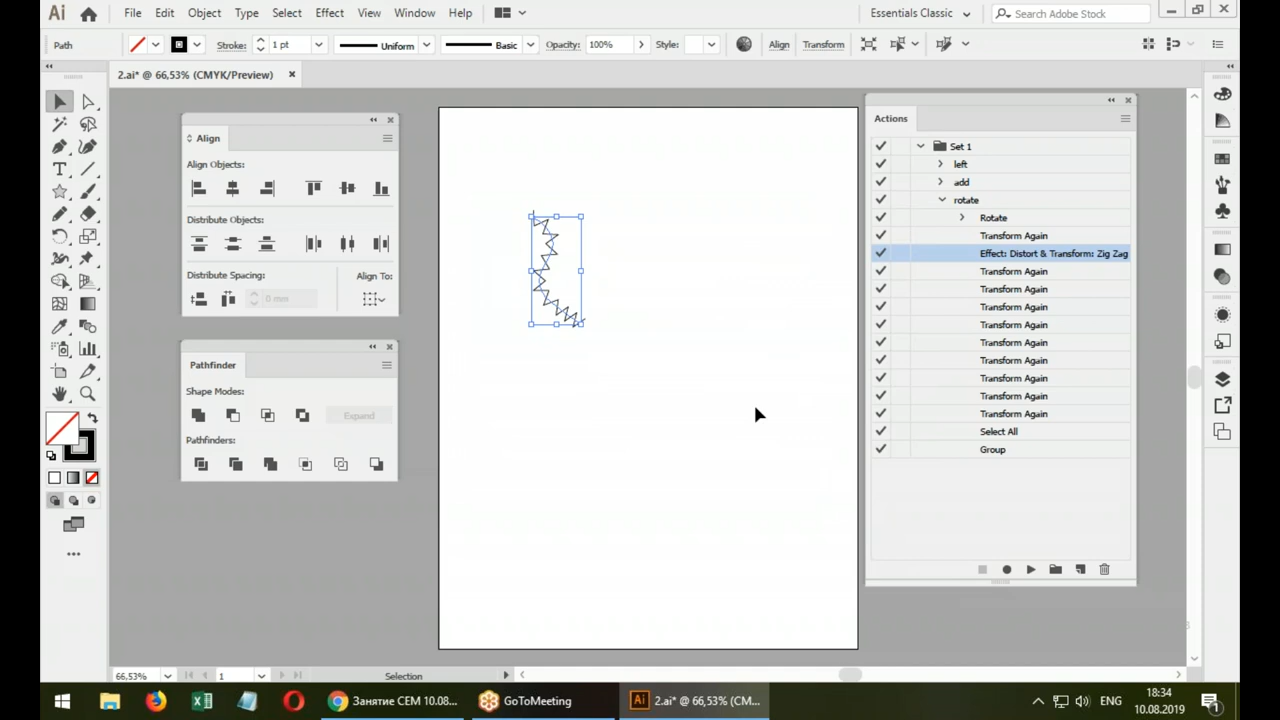 Ai File Edit Object Type Select Effect View Window Help Essentials Classic Search Adobe Stock
Path Stroke: 1 pt Uniform Basic Opacity: 100% Style: Align Transform
2.ai* @ 66,53% (CMYK/Preview)
Align
Align Objects:
Distribute Objects:
Distribute Spacing: Align To:
0 mm
Pathfinder
Shape Modes:
Expand
Pathfinders:
Actions
Set 1
left
add
rotate
Rotate
Transform Again
Effect: Distort & Transform: Zig Zag
Transform Again
Transform Again
Transform Again
Transform Again
Transform Again
Transform Again
Transform Again
Transform Again
Transform Again
Select All
Group
66,53% 1 Selection
Занятие СЕМ 10.08... GoToMeeting Ai 2.ai* @ 66,53% (CM... ENG 18:34
10.08.2019 1